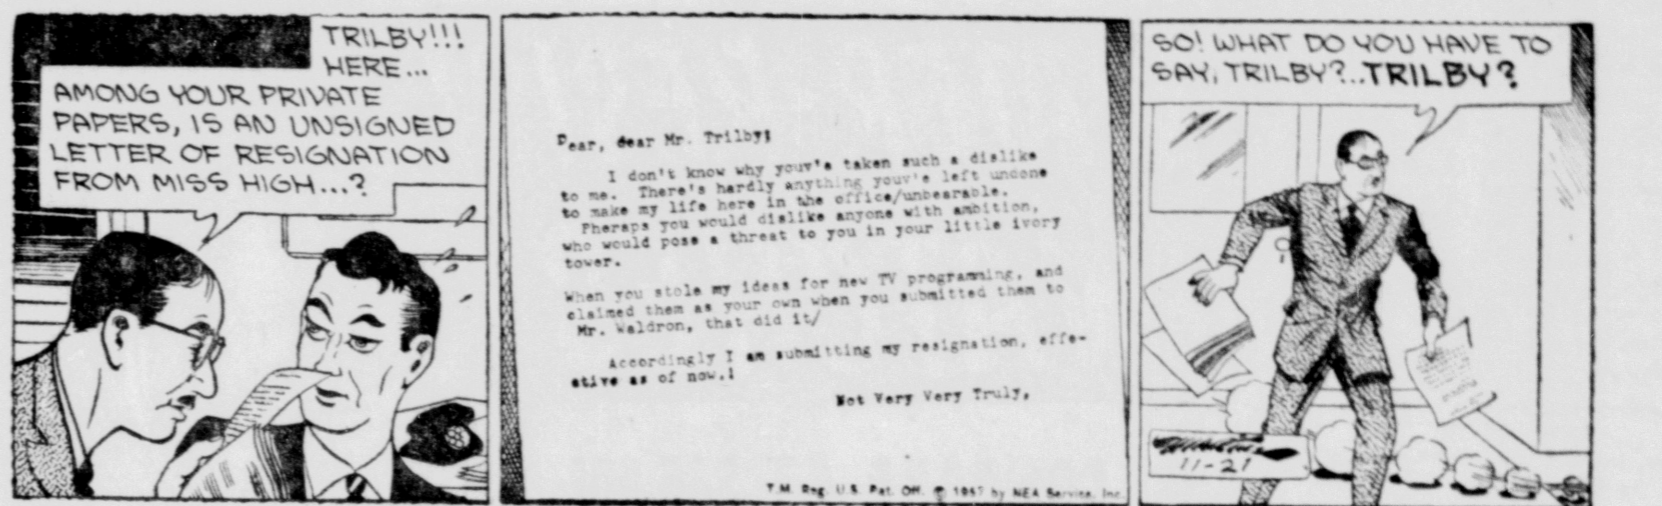 TRILBY!!!
HERE...
AMONG YOUR PRIVATE
PAPERS, IS AN UNSIGNED
LETTER OF RESIGNATION
FROM MISS HIGH...?
Dear, dear Mr. Trilby;
I don't know why youv'e taken such a dislike
to me. There's hardly anything youv'e left undone
to make my life here in the office/unbearable.
Pheraps you would dislike anyone with ambition,
who would pose a threat to you in your little ivory
tower.
When you stole my ideas for new TV programming, and
claimed them as your own when you submitted them to
Mr. Waldron, that did it/
Accordingly I am submitting my resignation, effe-
ctive as of now.!
Not Very Very Truly,
T.M. Reg. U.S. Pat. Off. © 1957 by NEA Service, Inc.
SO! WHAT DO YOU HAVE TO
SAY, TRILBY?..TRILBY?
11-21